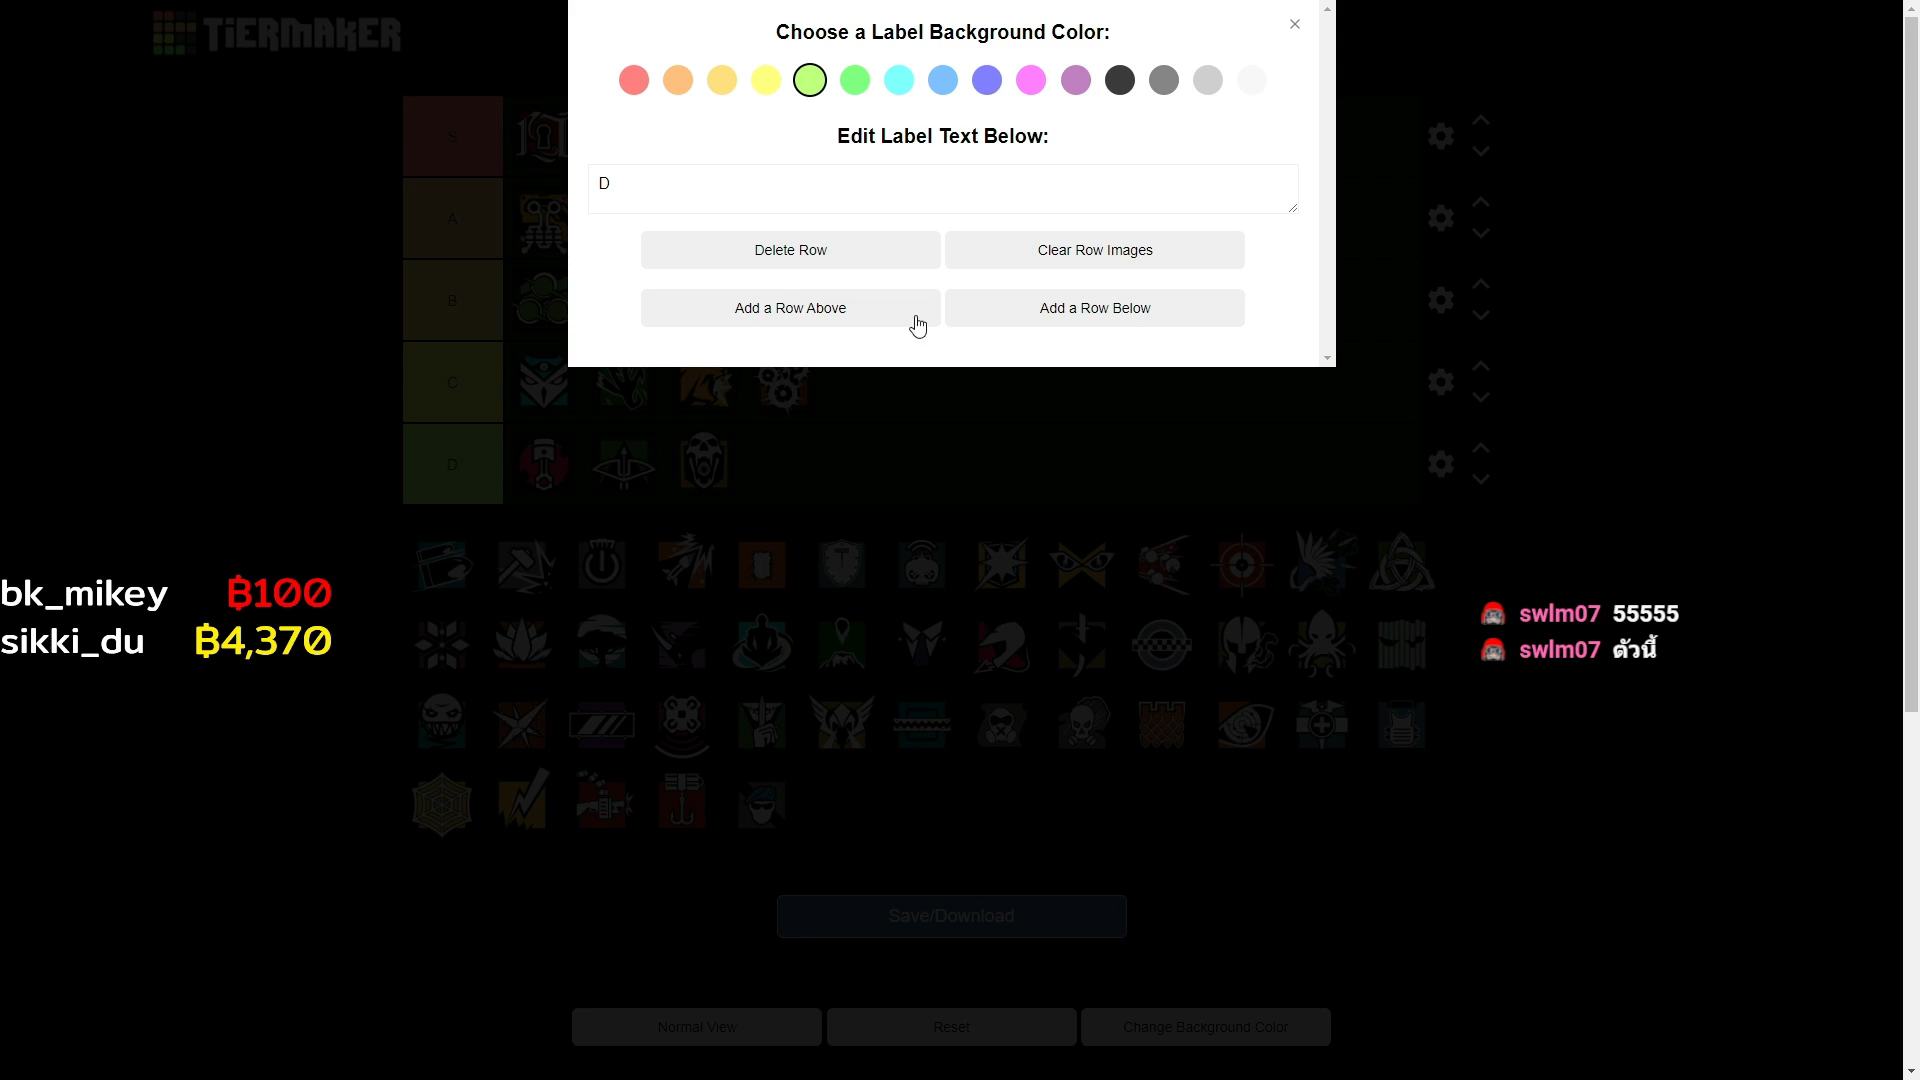 TiERMAKER
Choose a Label Background Color:
Edit Label Text Below:
D
Delete Row
Clear Row Images
Add a Row Above
Add a Row Below
S
A
B
C
D
bk_mikey ฿100
sikki_du ฿4,370
swlm07 55555
swlm07 ตัวนี้
Save/Download
Normal View
Reset
Change Background Color